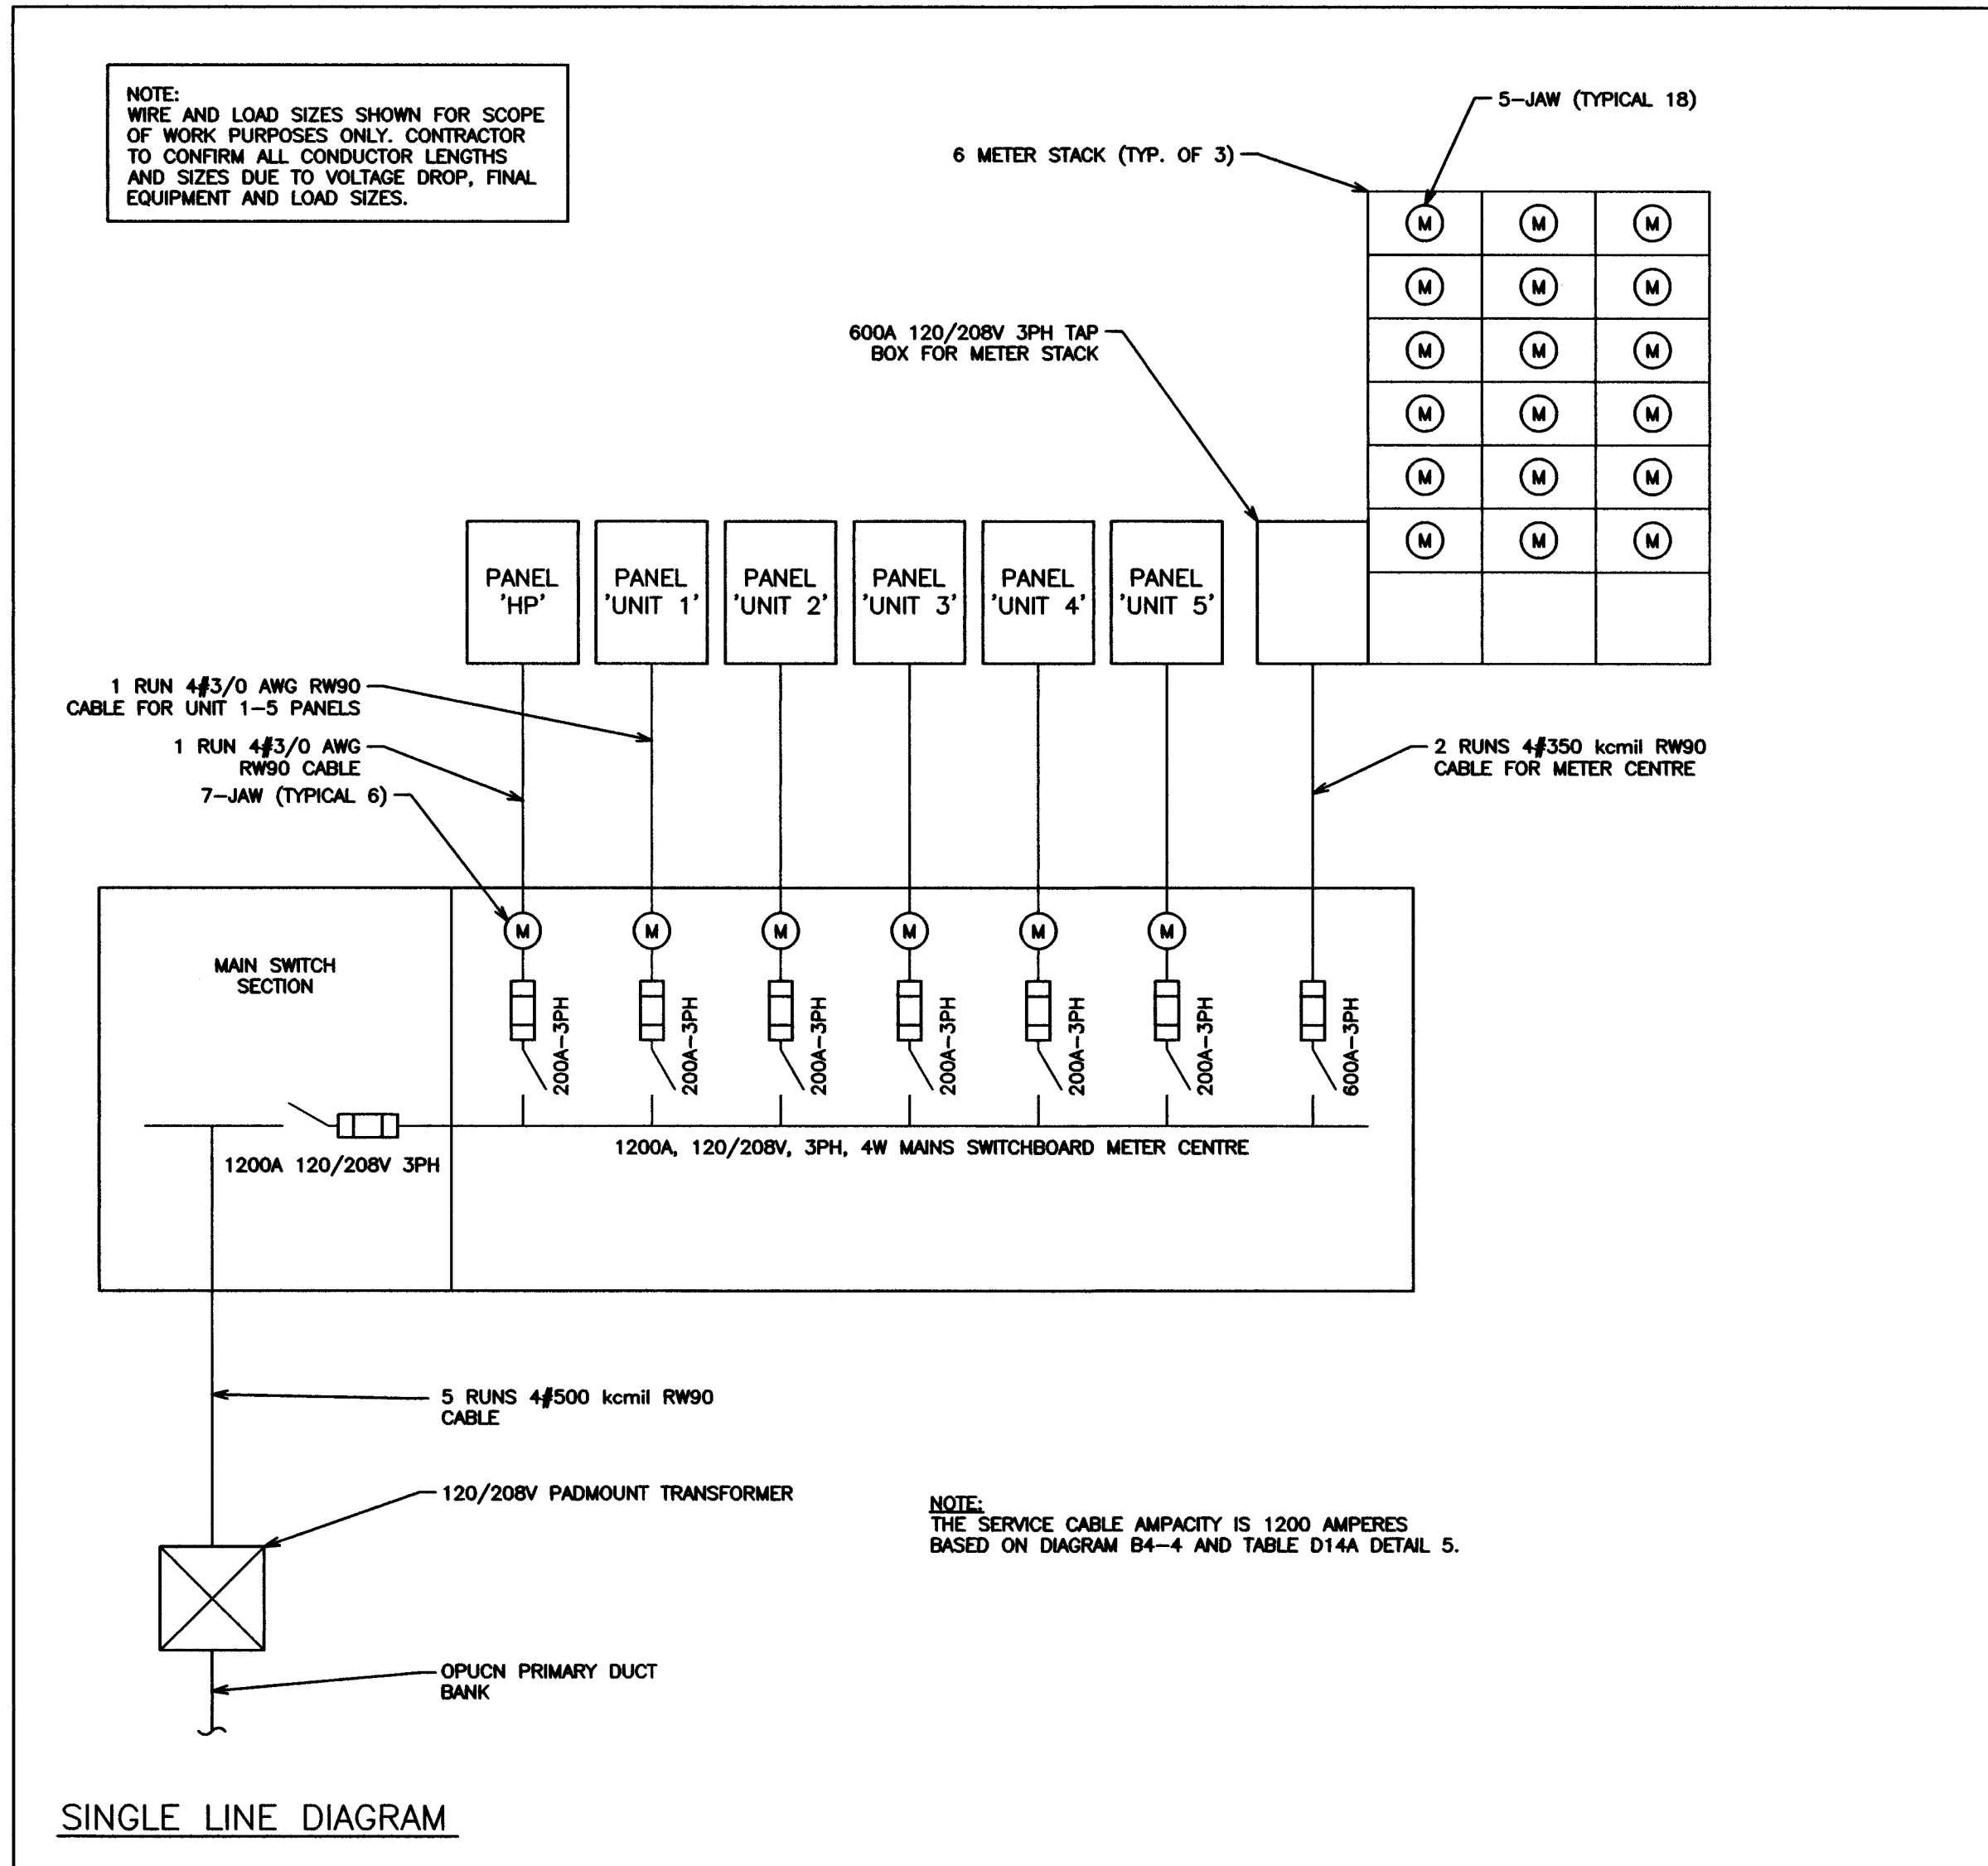 NOTE:
WIRE AND LOAD SIZES SHOWN FOR SCOPE
OF WORK PURPOSES ONLY. CONTRACTOR
TO CONFIRM ALL CONDUCTOR LENGTHS
AND SIZES DUE TO VOLTAGE DROP, FINAL
EQUIPMENT AND LOAD SIZES.
5-JAW (TYPICAL 18)
6 METER STACK (TYP. OF 3)
M M M
M M M
M M M
M M M
M M M
M M M
600A 120/208V 3PH TAP
BOX FOR METER STACK
PANEL
'HP'
PANEL
'UNIT 1'
PANEL
'UNIT 2'
PANEL
'UNIT 3'
PANEL
'UNIT 4'
PANEL
'UNIT 5'
1 RUN 4#3/0 AWG RW90
CABLE FOR UNIT 1-5 PANELS
1 RUN 4#3/0 AWG
RW90 CABLE
7-JAW (TYPICAL 6)
2 RUNS 4#350 kcmil RW90
CABLE FOR METER CENTRE
MAIN SWITCH
SECTION
M M M M M M
200A-3PH
200A-3PH
200A-3PH
200A-3PH
200A-3PH
200A-3PH
600A-3PH
1200A 120/208V 3PH
1200A, 120/208V, 3PH, 4W MAINS SWITCHBOARD METER CENTRE
5 RUNS 4#500 kcmil RW90
CABLE
120/208V PADMOUNT TRANSFORMER
NOTE:
THE SERVICE CABLE AMPACITY IS 1200 AMPERES
BASED ON DIAGRAM B4-4 AND TABLE D14A DETAIL 5.
OPUCN PRIMARY DUCT
BANK
SINGLE LINE DIAGRAM